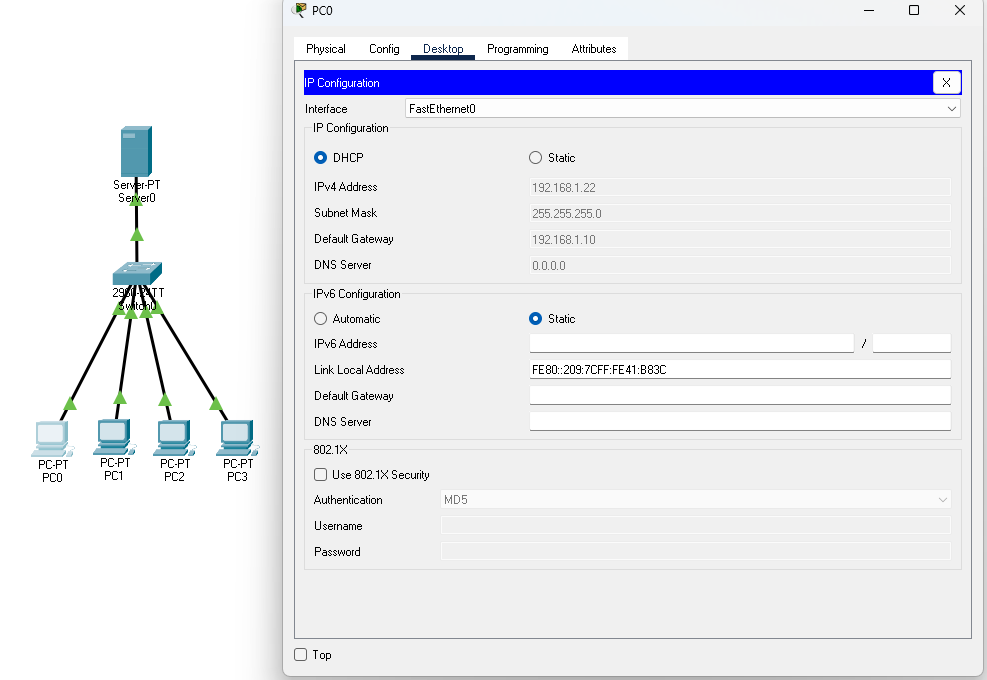 PC0
Physical Config Desktop Programming Attributes
IP Configuration X
Interface FastEthernet0
IP Configuration
DHCP Static
IPv4 Address 192.168.1.22
Subnet Mask 255.255.255.0
Default Gateway 192.168.1.10
DNS Server 0.0.0.0
IPv6 Configuration
Automatic Static
IPv6 Address /
Link Local Address FE80::209:7CFF:FE41:B83C
Default Gateway
DNS Server
802.1X
Use 802.1X Security
Authentication MD5
Username
Password
Top
Server-PT
Server0
2960-24TT
Switch0
PC-PT
PC0
PC-PT
PC1
PC-PT
PC2
PC-PT
PC3